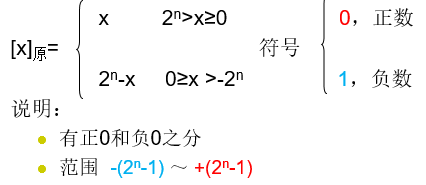 x 2ⁿ>x≥0 0，正数
[x]原= 符号
2ⁿ-x 0≥x >-2ⁿ 1，负数
说明：
有正0和负0之分
范围 -(2ⁿ-1) ～ +(2ⁿ-1)